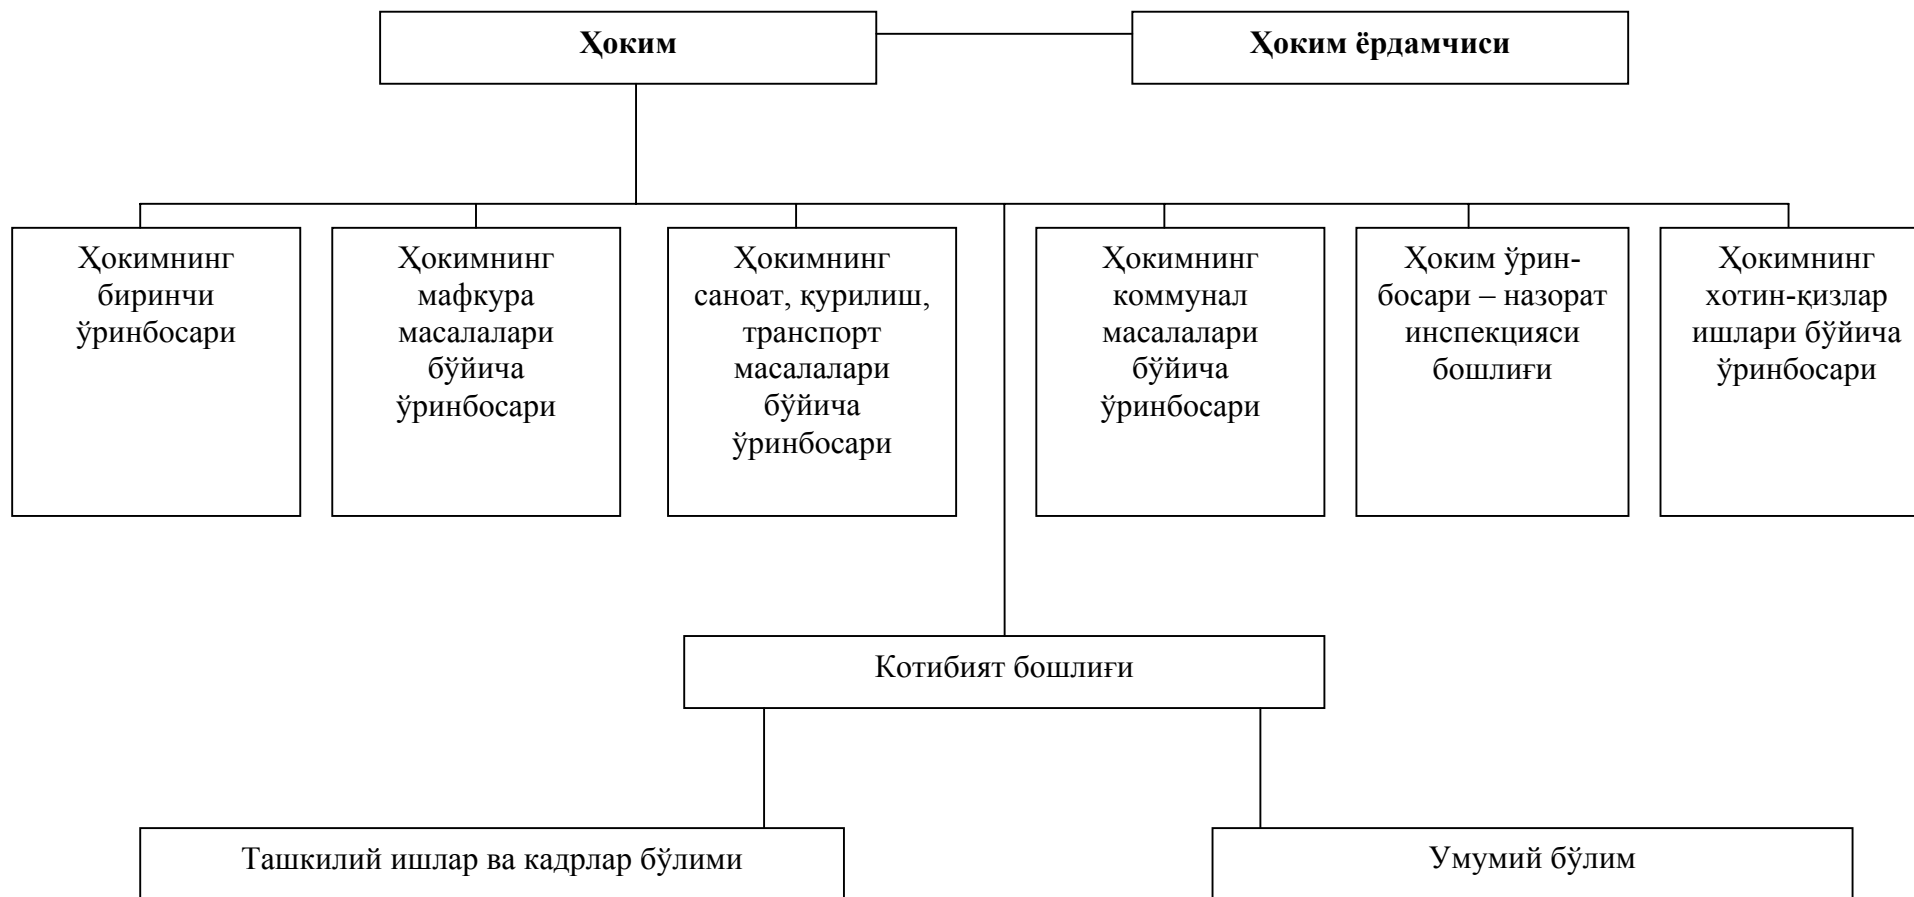 Ҳоким
Ҳоким ёрдамчиси
Ҳокимнинг
биринчи
ўринбосари
Ҳокимнинг
мафкура
масалалари
бўйича
ўринбосари
Ҳокимнинг
саноат, қурилиш,
транспорт
масалалари
бўйича
ўринбосари
Ҳокимнинг
коммунал
масалалари
бўйича
ўринбосари
Ҳоким ўрин-
босари – назорат
инспекцияси
бошлиғи
Ҳокимнинг
хотин-қизлар
ишлари бўйича
ўринбосари
Котибият бошлиғи
Ташкилий ишлар ва кадрлар бўлими
Умумий бўлим